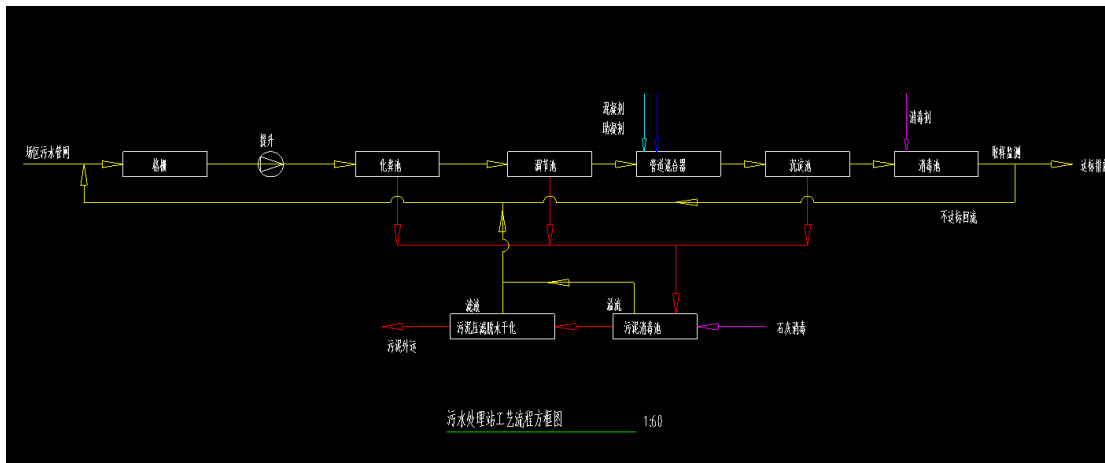 混凝剂
助凝剂
消毒剂
提升
取样监测
场区污水管网
格栅
化粪池
调节池
管道混合器
沉淀池
消毒池
达标排
不达标回流
滤液
溢流
污泥压滤脱水干化
污泥消毒池
石灰消毒
污泥外运
污水处理站工艺流程方框图 1:60